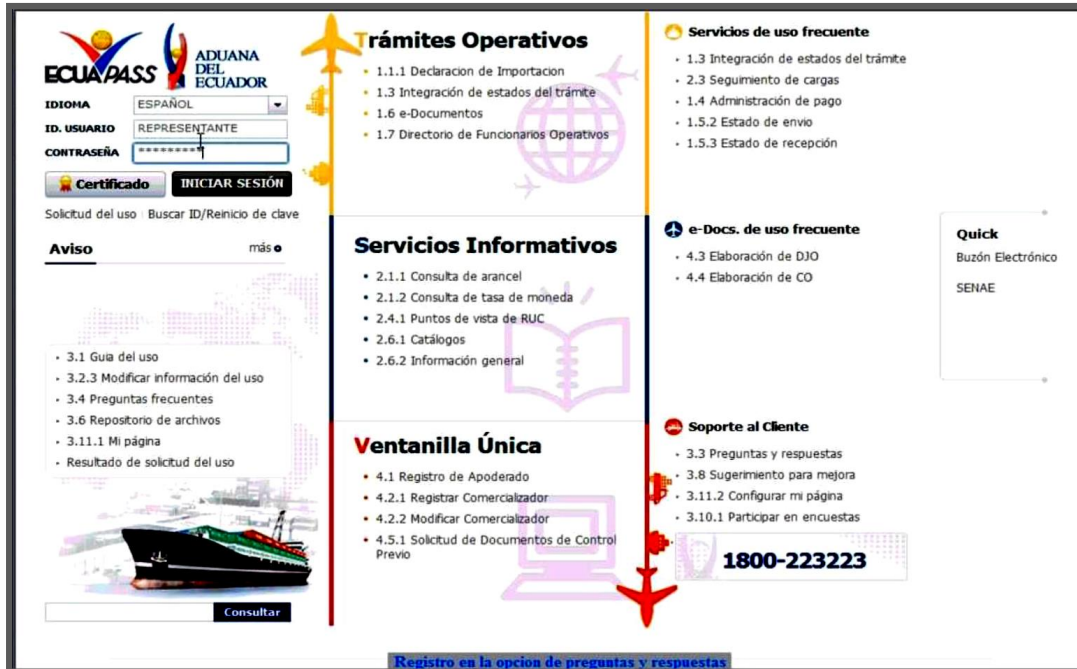 ECUAPASS
ADUANA
DEL
ECUADOR
IDIOMA ESPAÑOL
ID. USUARIO REPRESENTANTE
CONTRASEÑA *********
Certificado INICIAR SESIÓN
Solicitud del uso Buscar ID/Reinicio de clave
Aviso más
3.1 Guia del uso
3.2.3 Modificar información del uso
3.4 Preguntas frecuentes
3.6 Repositorio de archivos
3.11.1 Mi página
Resultado de solicitud del uso
Consultar
Trámites Operativos
1.1.1 Declaracion de Importacion
1.3 Integración de estados del trámite
1.6 e-Documentos
1.7 Directorio de Funcionarios Operativos
Servicios Informativos
2.1.1 Consulta de arancel
2.1.2 Consulta de tasa de moneda
2.4.1 Puntos de vista de RUC
2.6.1 Catálogos
2.6.2 Información general
Ventanilla Única
4.1 Registro de Apoderado
4.2.1 Registrar Comercializador
4.2.2 Modificar Comercializador
4.5.1 Solicitud de Documentos de Control
Previo
Servicios de uso frecuente
1.3 Integración de estados del trámite
2.3 Seguimiento de cargas
1.4 Administración de pago
1.5.2 Estado de envio
1.5.3 Estado de recepción
e-Docs. de uso frecuente
4.3 Elaboración de DJO
4.4 Elaboración de CO
Soporte al Cliente
3.3 Preguntas y respuestas
3.8 Sugerimiento para mejora
3.11.2 Configurar mi página
3.10.1 Participar en encuestas
1800-223223
Quick
Buzón Electrónico
SENAE
Registro en la opcion de preguntas y respuestas